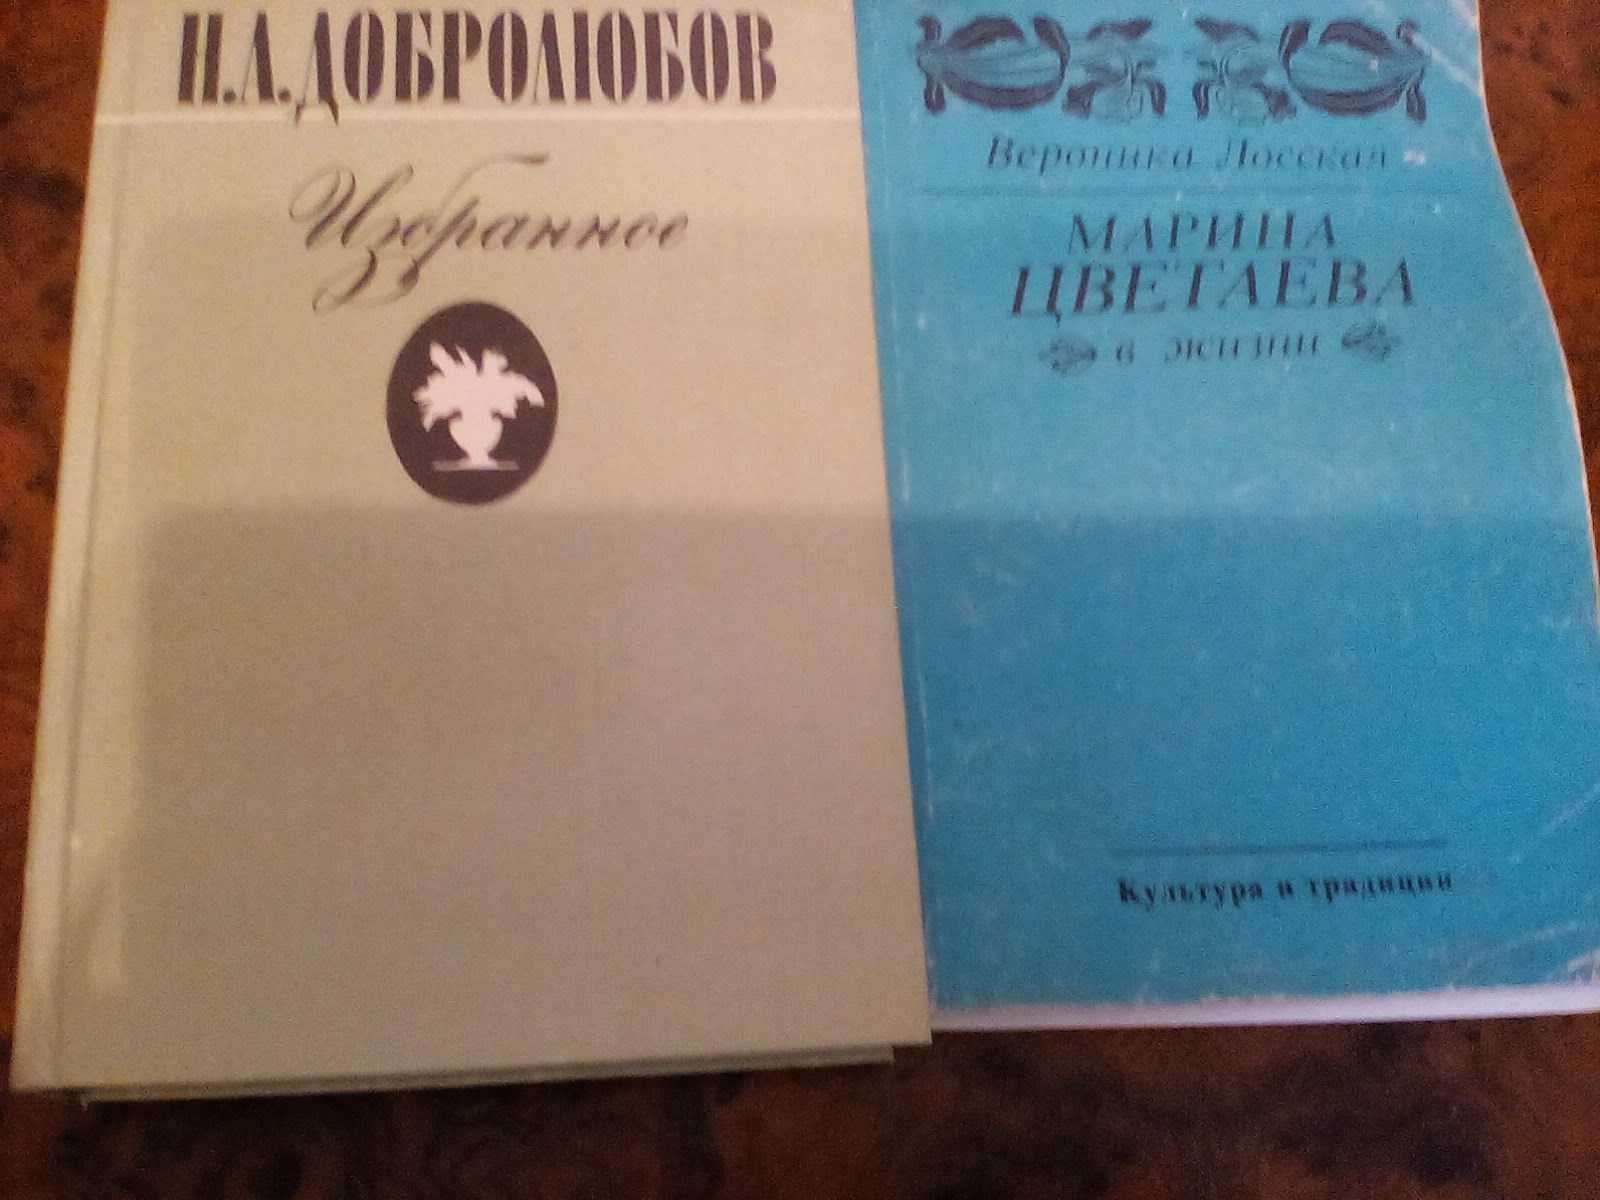 Н.А.ДОБРОЛЮБОВ
Избранное
Вероника Лосская
МАРИНА
ЦВЕТАЕВА
в жизни
Культура и традиции